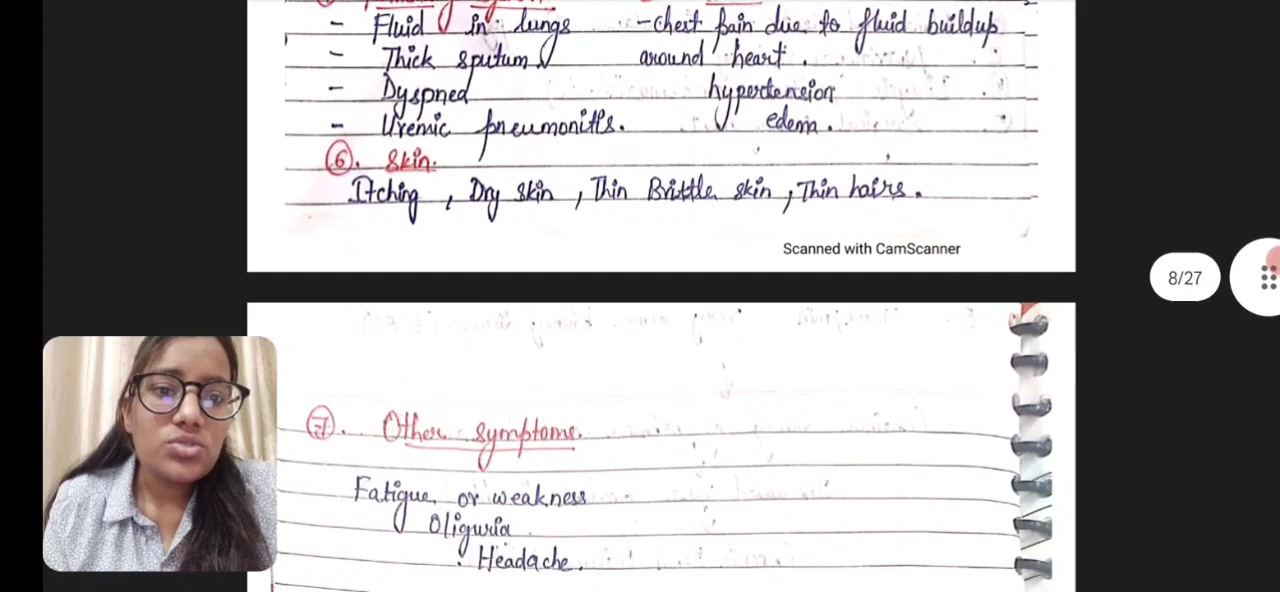 - Fluid in lungs - chest pain due to fluid buildup
- Thick sputum around heart.
- Dyspnea hypertension
- Uremic pneumonitis. edema.
6. Skin.
Itching, Dry skin, Thin Brittle skin, Thin hairs.
Scanned with CamScanner
8/27
7. Other symptoms.
Fatigue or weakness
Oliguria
Headache.